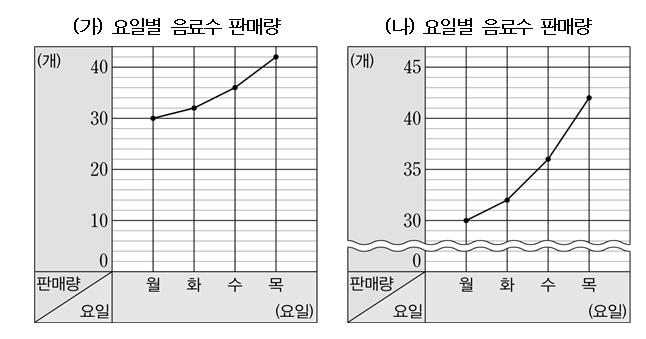 (가) 요일별 음료수 판매량
(개)
40
30
20
10
0
판매량
요일
월 화 수 목
(요일)
(나) 요일별 음료수 판매량
(개)
45
40
35
30
0
판매량
요일
월 화 수 목
(요일)